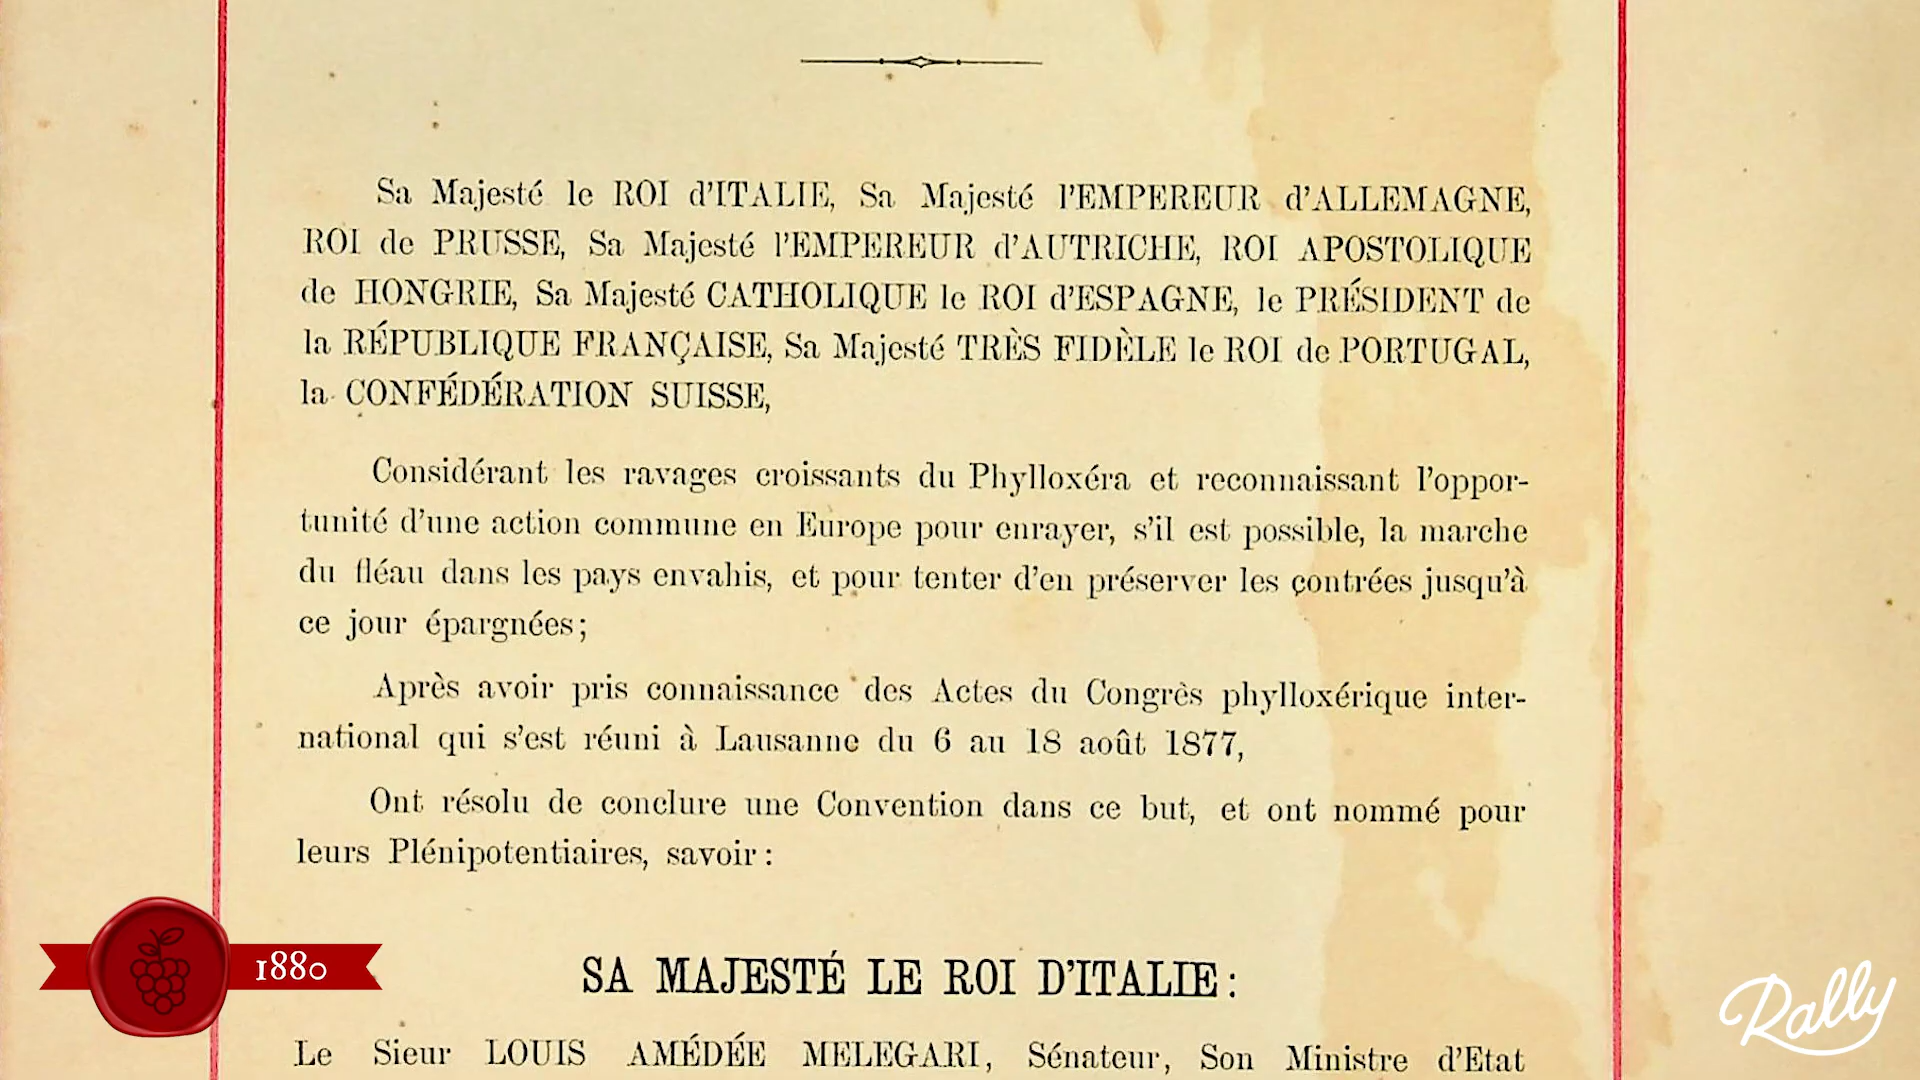 Sa Majesté le ROI d'ITALIE, Sa Majesté l'EMPEREUR d'ALLEMAGNE,
ROI de PRUSSE, Sa Majesté l'EMPEREUR d'AUTRICHE, ROI APOSTOLIQUE
de HONGRIE, Sa Majesté CATHOLIQUE le ROI d'ESPAGNE, le PRÉSIDENT de
la RÉPUBLIQUE FRANÇAISE, Sa Majesté TRÈS FIDÈLE le ROI de PORTUGAL,
la CONFÉDÉRATION SUISSE,
Considérant les ravages croissants du Phylloxéra et reconnaissant l'oppor-
tunité d'une action commune en Europe pour enrayer, s'il est possible, la marche
du fléau dans les pays envahis, et pour tenter d'en préserver les contrées jusqu'à
ce jour épargnées;
Après avoir pris connaissance des Actes du Congrès phylloxérique inter-
national qui s'est réuni à Lausanne du 6 au 18 août 1877,
Ont résolu de conclure une Convention dans ce but, et ont nommé pour
leurs Plénipotentiaires, savoir :
SA MAJESTÉ LE ROI D'ITALIE :
Le Sieur LOUIS AMÉDÉE MELEGARI, Sénateur, Son Ministre d'Etat
1880
Rally